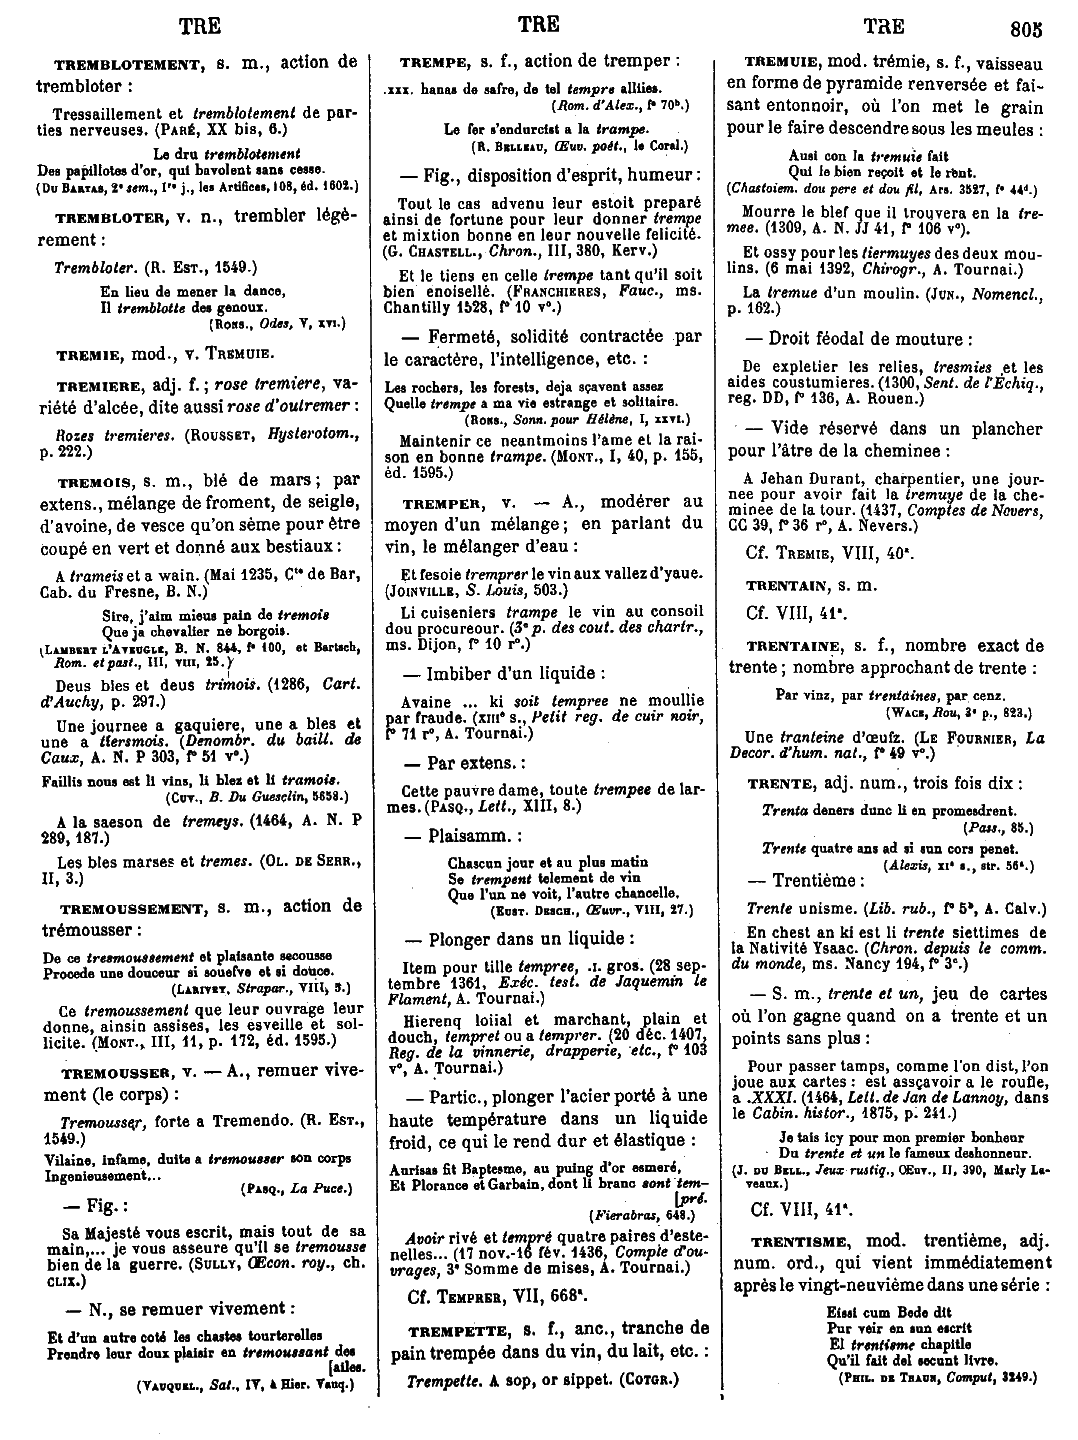 TRE
TRE
TRE
805
TREMBLOTEMENT, s. m., action de
trembloter :
Tressaillement et tremblotement de par-
ties nerveuses. (PARÉ, XX bis, 6.)
Le dru tremblotement
Des papillotes d'or, qui bavolent sans cesse.
(DU BARTAS, 2e sem., Ier j., les Artifices, 108, éd. 1602.)
TREMBLOTER, v. n., trembler légè-
rement :
Trembloter. (R. EST., 1549.)
En lieu de mener la dance,
Il tremblotte des genoux.
(RONS., Odes, V, XVI.)
TREMIE, mod., v. TREMUIE.
TREMIERE, adj. f. ; rose tremiere, va-
riété d'alcée, dite aussi rose d'outremer :
Rozes tremieres. (ROUSSET, Hysterotom.,
p. 222.)
TREMOIS, s. m., blé de mars ; par
extens., mélange de froment, de seigle,
d'avoine, de vesce qu'on sème pour être
coupé en vert et donné aux bestiaux :
A trameis et a wain. (Mai 1235, Cte de Bar,
Cab. du Fresne, B. N.)
Sire, j'aim mieus pain de tremois
Que ja chevalier ne borgois.
(LAMBERT L'AVEUGLE, B. N. 844, f° 100, et Bartsch,
Rom. et past., III, VIII, 25.)
Deus bles et deus trimois. (1286, Cart.
d'Auchy, p. 297.)
Une journee a gaquiere, une a bles et
une a tiersmois. (Denombr. du baill. de
Caux, A. N. P 303, f° 51 v°.)
Faillis nous est li vins, li blez et li tramois.
(CUV., B. Du Guesclin, 5658.)
A la saeson de tremeys. (1464, A. N. P
289, 187.)
Les bles marses et tremes. (OL. DE SERR.,
II, 3.)
TREMOUSSEMENT, s. m., action de
trémousser :
De ce tresmoussement et plaisante secousse
Procede une douceur si souefve et si douce.
(LARIVEY, Strapar., VIII, 5.)
Ce tremoussement que leur ouvrage leur
donne, ainsin assises, les esveille et sol-
licite. (MONT., III, 11, p. 172, éd. 1595.)
TREMOUSSER, v. — A., remuer vive-
ment (le corps) :
Tremousser, forte a Tremendo. (R. EST.,
1549.)
Vilaine, infame, duite a tremousser son corps
Ingenieusement...
(PASQ., La Puce.)
— Fig. :
Sa Majesté vous escrit, mais tout de sa
main,... je vous asseure qu'il se tremousse
bien de la guerre. (SULLY, Œcon. roy., ch.
CLIX.)
— N., se remuer vivement :
Et d'un autre coté les chastes tourterelles
Prendre leur doux plaisir en tremoussant des
[ailes.
(VAUQUEL., Sat., IV, à Hier. Vauq.)
TREMPE, s. f., action de tremper :
.XXX. hanas de safre, de tel tempre alliies.
(Rom. d'Alex., f° 70b.)
Le fer s'endurcist a la trampe.
(R. BELLEAU, Œuv. poét., le Coral.)
— Fig., disposition d'esprit, humeur :
Tout le cas advenu leur estoit preparé
ainsi de fortune pour leur donner trempe
et mixtion bonne en leur nouvelle felicité.
(G. CHASTELL., Chron., III, 380, Kerv.)
Et le tiens en celle trempe tant qu'il soit
bien enoisellé. (FRANCHIERES, Fauc., ms.
Chantilly 1528, f° 10 v°.)
— Fermeté, solidité contractée par
le caractère, l'intelligence, etc. :
Les rochers, les forests, deja sçavent assez
Quelle trempe a ma vie estrange et solitaire.
(RONS., Sonn. pour Hélène, I, XXVI.)
Maintenir ce neantmoins l'ame et la rai-
son en bonne trampe. (MONT., I, 40, p. 155,
éd. 1595.)
TREMPER, v. — A., modérer au
moyen d'un mélange ; en parlant du
vin, le mélanger d'eau :
Et fesoie tremprer le vin aux vallez d'yaue.
(JOINVILLE, S. Louis, 503.)
Li cuiseniers trampe le vin au consoil
dou procureour. (3e p. des cout. des chartr.,
ms. Dijon, f° 10 r°.)
— Imbiber d'un liquide :
Avaine ... ki soit tempree ne moullie
par fraude. (XIIIe s., Petit reg. de cuir noir,
f° 71 r°, A. Tournai.)
— Par extens. :
Cette pauvre dame, toute trempee de lar-
mes. (PASQ., Lett., XIII, 8.)
— Plaisamm. :
Chascun jour et au plus matin
Se trempent telement de vin
Que l'un ne voit, l'autre chancelle.
(EUST. DESCH., Œuvr., VIII, 27.)
— Plonger dans un liquide :
Item pour tille tempree, .I. gros. (28 sep-
tembre 1361, Exéc. test. de Jaquemin le
Flament, A. Tournai.)
Hierenq loiial et marchant, plain et
douch, tempret ou a temprer. (20 déc. 1407,
Reg. de la vinnerie, drapperie, etc., f° 103
v°, A. Tournai.)
— Partic., plonger l'acier porté à une
haute température dans un liquide
froid, ce qui le rend dur et élastique :
Aurisas fit Baptesme, au puing d'or esmeré,
Et Plorance et Garbain, dont li branc sont tem-
[pré.
(Fierabras, 648.)
Avoir rivé et tempré quatre paires d'este-
nelles... (17 nov.-16 fév. 1436, Compte d'ou-
vrages, 3e Somme de mises, A. Tournai.)
Cf. TEMPRER, VII, 668a.
TREMPETTE, s. f., anc., tranche de
pain trempée dans du vin, du lait, etc. :
Trempette. A sop, or sippet. (COTGR.)
TREMUIE, mod. trémie, s. f., vaisseau
en forme de pyramide renversée et fai-
sant entonnoir, où l'on met le grain
pour le faire descendre sous les meules :
Ausi con la tremuie fait
Qui le bien reçoit et le rent.
(Chastoiem. dou pere et dou fil, Ars. 3527, f° 44d.)
Mourre le blef que il trouvera en la tre-
mee. (1309, A. N. JJ 41, f° 106 v°).
Et ossy pour les tiermuyes des deux mou-
lins. (6 mai 1392, Chirogr., A. Tournai.)
La tremue d'un moulin. (JUN., Nomencl.,
p. 162.)
— Droit féodal de mouture :
De expletier les relies, tresmies et les
aides coustumieres. (1300, Sent. de l'Échiq.,
reg. DD, f° 136, A. Rouen.)
— Vide réservé dans un plancher
pour l'âtre de la cheminee :
A Jehan Durant, charpentier, une jour-
nee pour avoir fait la tremuye de la che-
minee de la tour. (1437, Comptes de Nevers,
CC 39, f° 36 r°, A. Nevers.)
Cf. TREMIE, VIII, 40a.
TRENTAIN, s. m.
Cf. VIII, 41a.
TRENTAINE, s. f., nombre exact de
trente ; nombre approchant de trente :
Par vinz, par trentaines, par cenz.
(WACE, Rou, 3e p., 823.)
Une tranteine d'œufz. (LE FOURNIER, La
Decor. d'hum. nat., f° 49 v°.)
TRENTE, adj. num., trois fois dix :
Trenta deners dunc li en promesdrent.
(Pass., 85.)
Trente quatre ans ad si sun cors penet.
(Alexis, XIe s., str. 56a.)
— Trentième :
Trente unisme. (Lib. rub., f° 5b, A. Calv.)
En chest an ki est li trente siettimes de
la Nativité Ysaac. (Chron. depuis le comm.
du monde, ms. Nancy 194, f° 3c.)
— S. m., trente et un, jeu de cartes
où l'on gagne quand on a trente et un
points sans plus :
Pour passer tamps, comme l'on dist, l'on
joue aux cartes : est assçavoir a le roufle,
a .XXXI. (1464, Lett. de Jan de Lannoy, dans
le Cabin. histor., 1875, p. 241.)
Je tais icy pour mon premier bonheur
Du trente et un le fameux deshonneur.
(J. DU BELL., Jeux rustiq., Œuv., II, 390, Marly La-
veaux.)
Cf. VIII, 41a.
TRENTISME, mod. trentième, adj.
num. ord., qui vient immédiatement
après le vingt-neuvième dans une série :
Eissi cum Bede dit
Pur veir en sun escrit
El trentisme chapitle
Qu'il fait del secunt livre.
(PHIL. DE THAUN, Comput, 3249.)